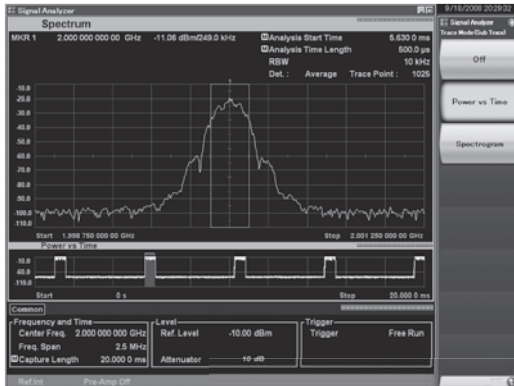 Signal Analyzer
9/18/2008 20:29:02
Spectrum
MKR 1 2.000 000 000 00 GHz -11.06 dBm/249.0 kHz
Analysis Start Time 5.630 0 ms
Analysis Time Length 500.0 µs
RBW 10 kHz
Det. : Average Trace Point : 1025
1
-10.0
-20.0
-30.0
-40.0
-50.0
-60.0
-70.0
-80.0
-90.0
-100.0
-110.0
Start 1.998 750 000 00 GHz Stop 2.001 250 000 00 GHz
Power vs Time
-10.0
-60.0
-110.0
Start 0 s Stop 20.000 0 ms
Common
Frequency and Time
Center Freq. 2.000 000 000 GHz
Freq. Span 2.5 MHz
Capture Length 20.000 0 ms
Level
Ref. Level -10.00 dBm
Attenuator 10 dB
Trigger
Trigger Free Run
Ref.Int Pre-Amp Off
Signal Analyzer
Trace Mode(Sub Trace)
Off
Power vs Time
Spectrogram